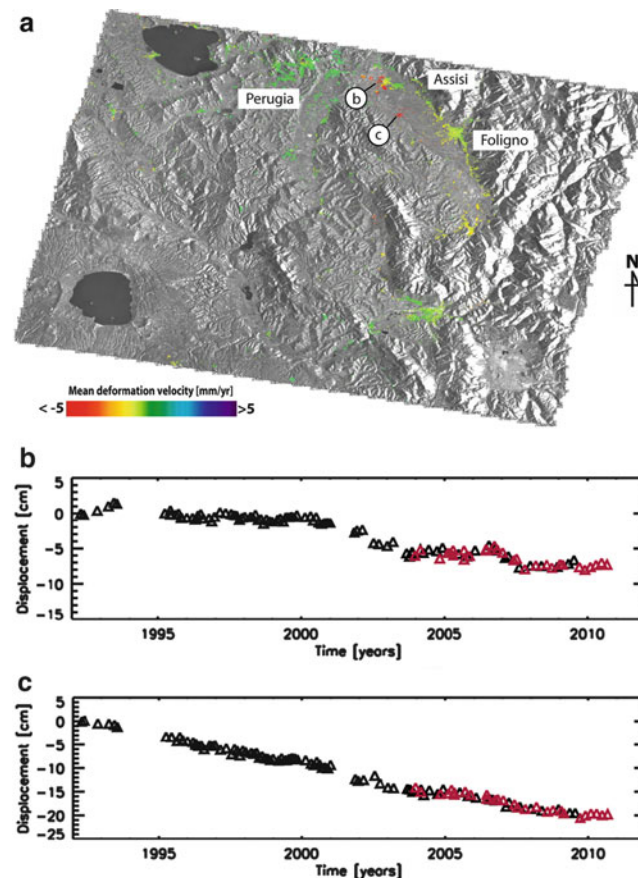 a
Assisi
Perugia
b
c
Foligno
N
Mean deformation velocity [mm/yr]
< -5
>5
b
Displacement [cm]
5
0
−5
−10
−15
1995
2000
2005
2010
Time [years]
c
Displacement [cm]
5
0
−5
−10
−15
−20
−25
1995
2000
2005
2010
Time [years]